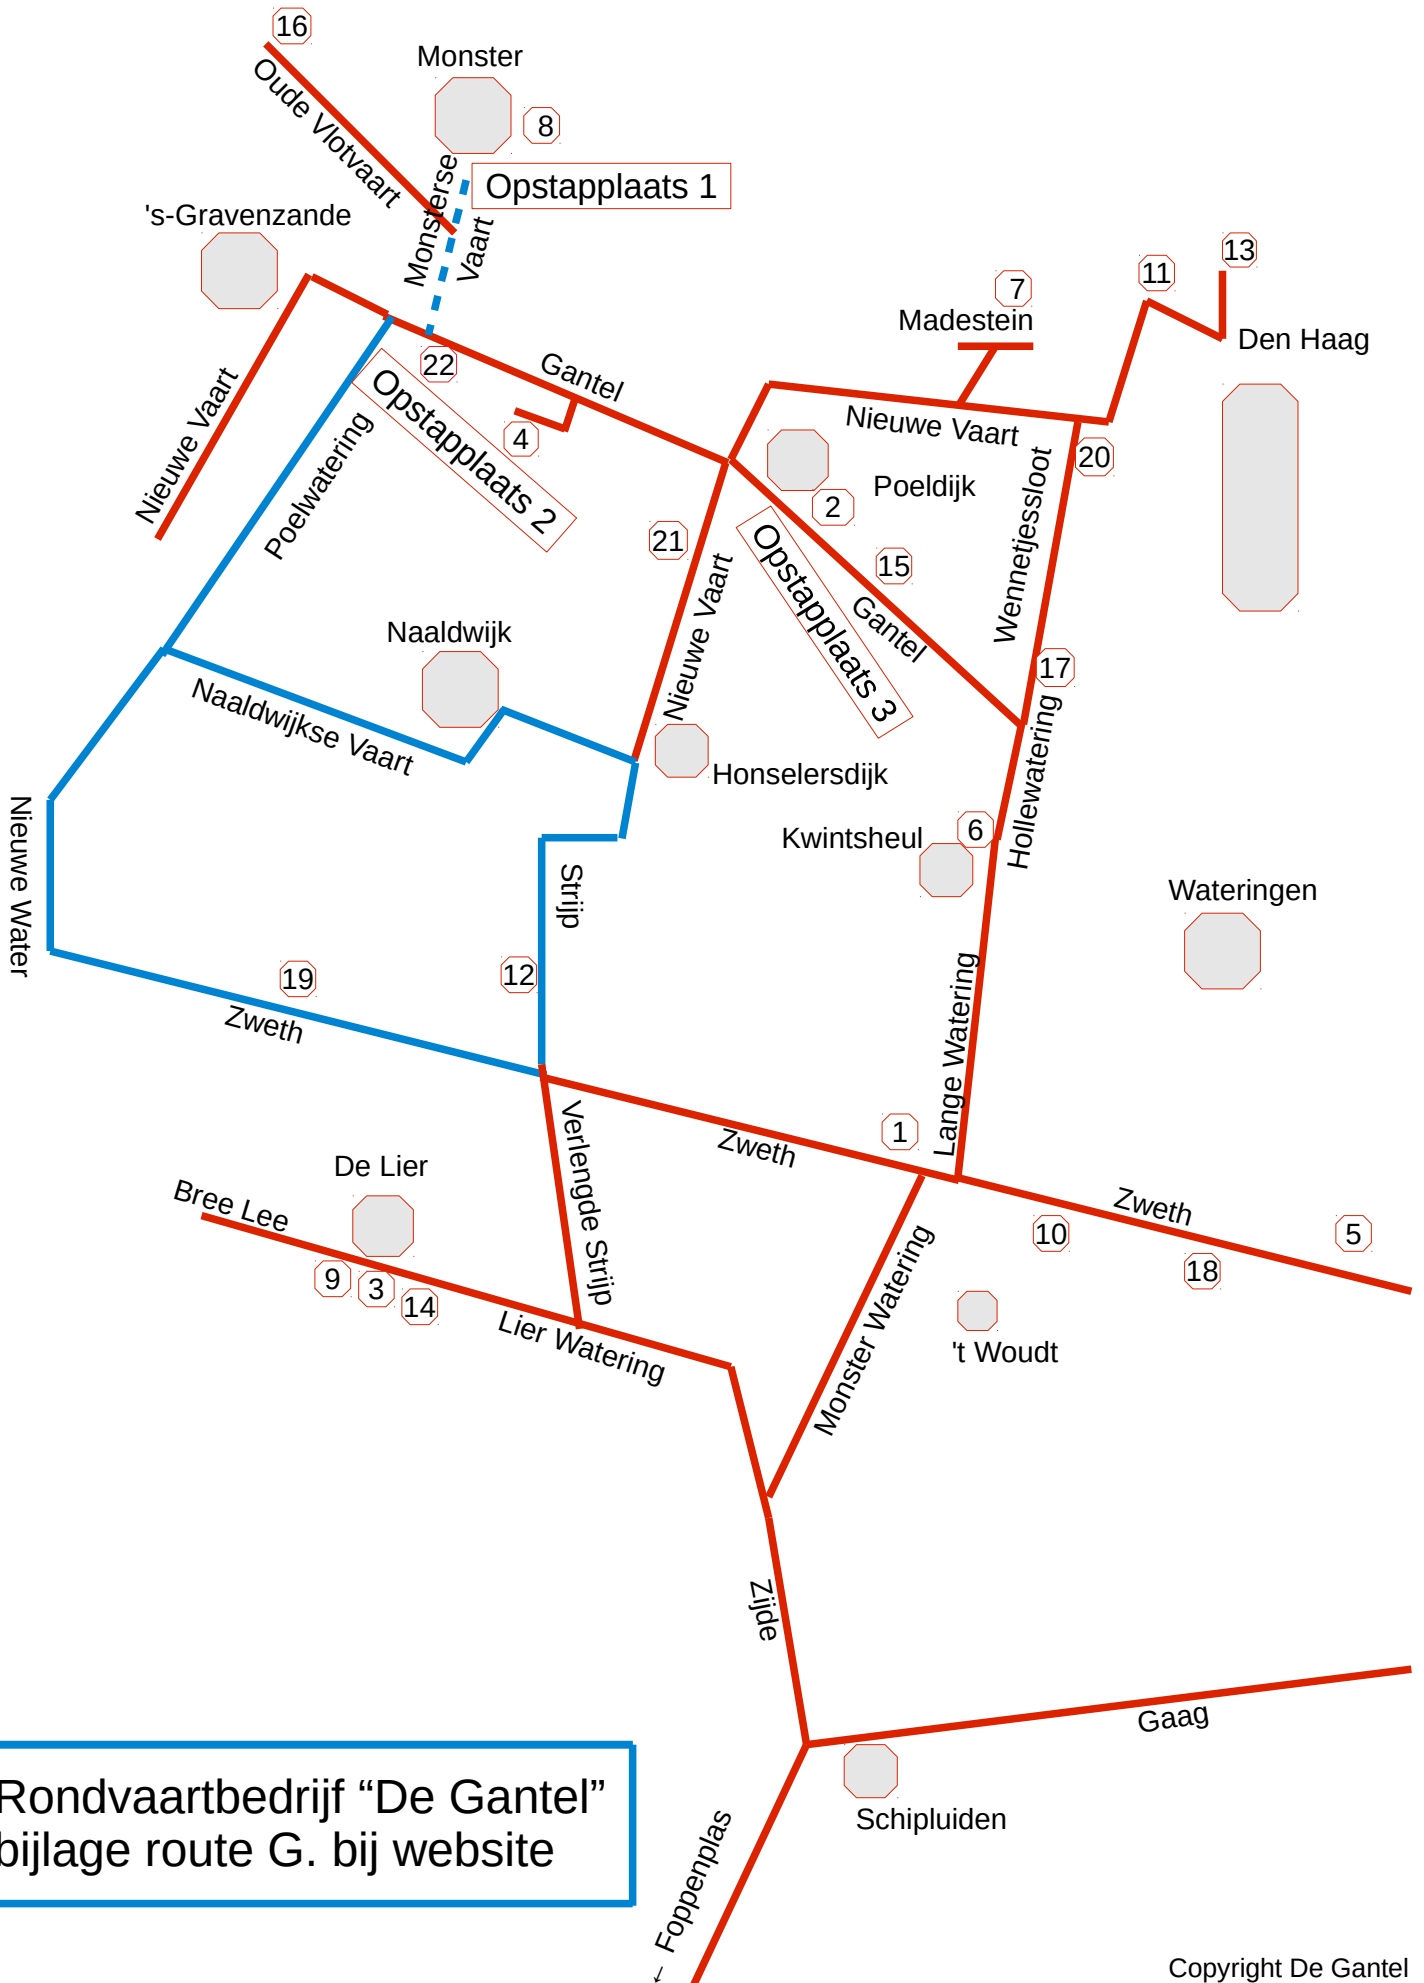 16
Monster
Oude Vlotvaart
8
Monsterse
Vaart
Opstapplaats 1
's-Gravenzande
13
11
7
Madestein
Den Haag
22
Gantel
Opstapplaats 2
4
Nieuwe Vaart
Poelwatering
Nieuwe Vaart
20
Poeldijk
2
Wennetjessloot
21
Opstapplaats 3
15
Gantel
Nieuwe Vaart
Naaldwijk
17
Naaldwijkse Vaart
Hollewatering
Honselersdijk
Nieuwe Water
Kwintsheul
6
Strijp
Wateringen
19
12
Zweth
Lange Watering
1
Zweth
Verlengde Strijp
De Lier
Bree Lee
Zweth
10
5
18
9
3
14
Monster Watering
Lier Watering
't Woudt
Zijde
Gaag
Rondvaartbedrijf “De Gantel”
bijlage route G. bij website
Schipluiden
← Foppenplas
Copyright De Gantel